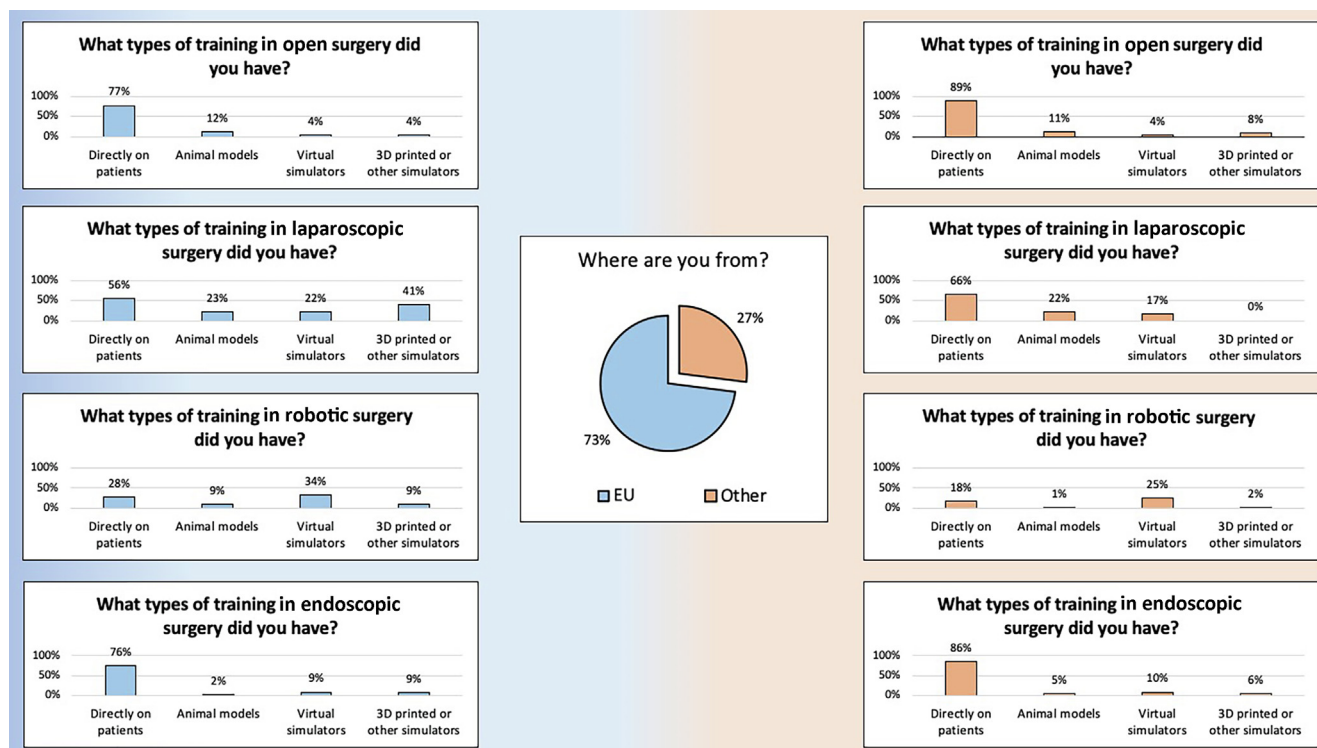 What types of training in open surgery did
you have?
77%
100%
50%
0%
12%
4%
4%
Directly on
patients
Animal models
Virtual
simulators
3D printed or
other simulators
What types of training in laparoscopic
surgery did you have?
100%
50%
0%
56%
23%
22%
41%
Directly on
patients
Animal models
Virtual
simulators
3D printed or
other simulators
What types of training in robotic surgery
did you have?
100%
50%
0%
28%
9%
34%
9%
Directly on
patients
Animal models
Virtual
simulators
3D printed or
other simulators
What types of training in endoscopic
surgery did you have?
100%
50%
0%
76%
2%
9%
9%
Directly on
patients
Animal models
Virtual
simulators
3D printed or
other simulators
Where are you from?
27%
73%
EU
Other
What types of training in open surgery did
you have?
100%
50%
0%
89%
11%
4%
8%
Directly on
patients
Animal models
Virtual
simulators
3D printed or
other simulators
What types of training in laparoscopic
surgery did you have?
100%
50%
0%
66%
22%
17%
0%
Directly on
patients
Animal models
Virtual
simulators
3D printed or
other simulators
What types of training in robotic surgery
did you have?
100%
50%
0%
18%
1%
25%
2%
Directly on
patients
Animal models
Virtual
simulators
3D printed or
other simulators
What types of training in endoscopic
surgery did you have?
100%
50%
0%
86%
5%
10%
6%
Directly on
patients
Animal models
Virtual
simulators
3D printed or
other simulators